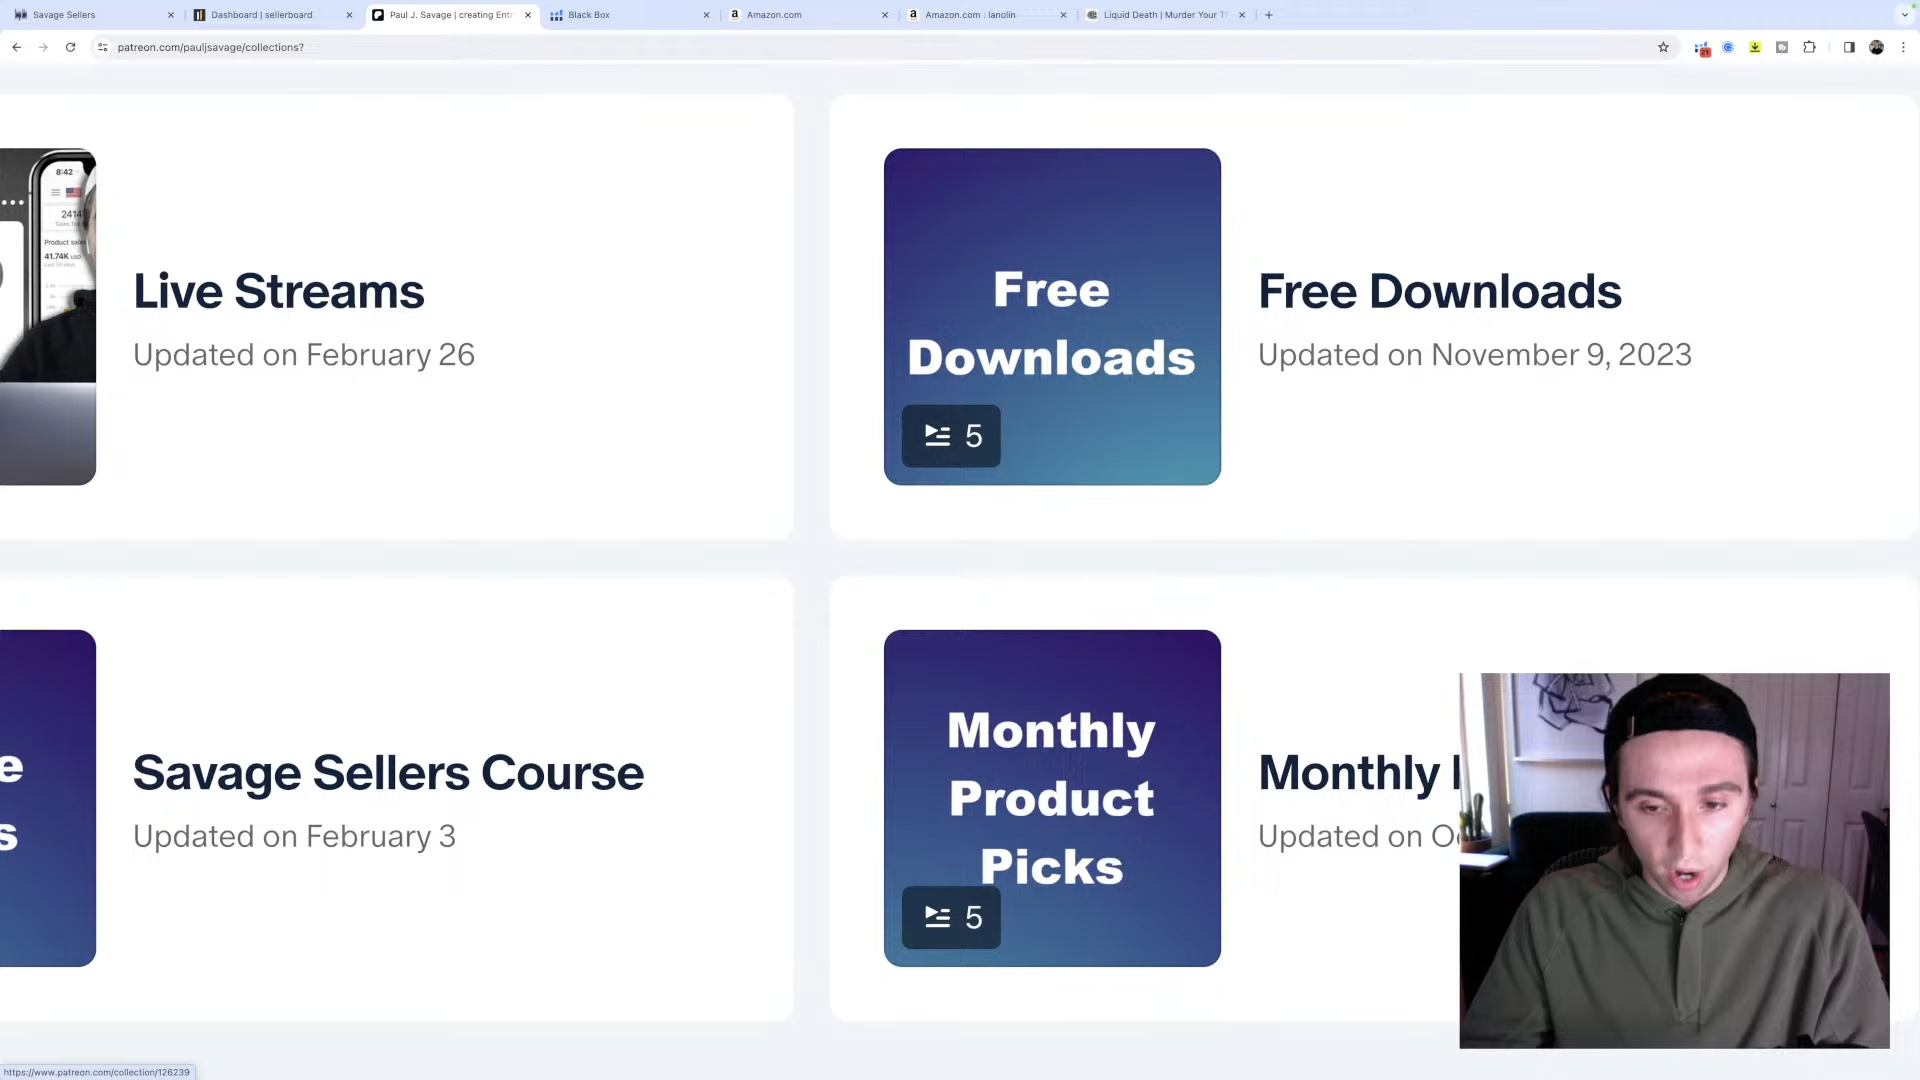 Savage Sellers
Dashboard | sellerboard
Paul J. Savage | creating Entr
Black Box
Amazon.com
Amazon.com : lanolin
Liquid Death | Murder Your T
patreon.com/pauljsavage/collections?
21
8:42
2414
Product sales
41.74K USD
Live Streams
Updated on February 26
Free
Downloads
5
Free Downloads
Updated on November 9, 2023
e
s
Savage Sellers Course
Updated on February 3
Monthly
Product
Picks
5
Monthly
Updated on O
https://www.patreon.com/collection/126239